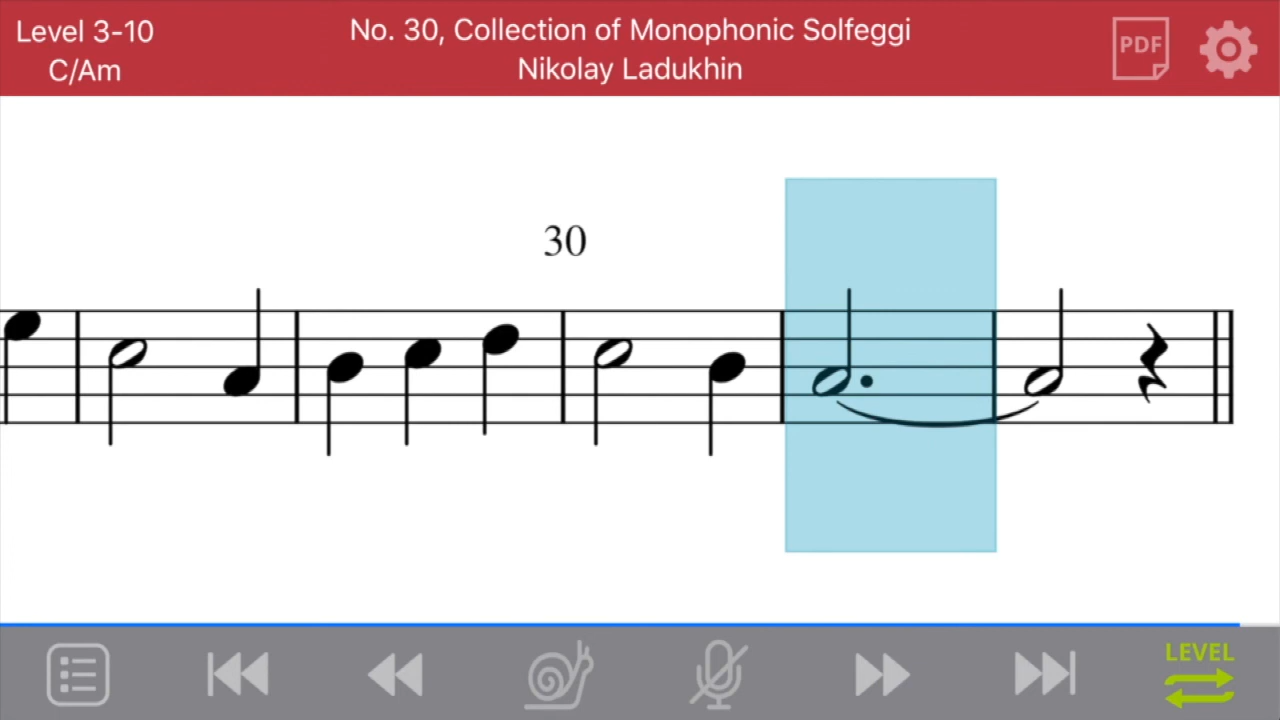 Level 3-10
C/Am
No. 30, Collection of Monophonic Solfeggi
Nikolay Ladukhin
PDF
30
LEVEL